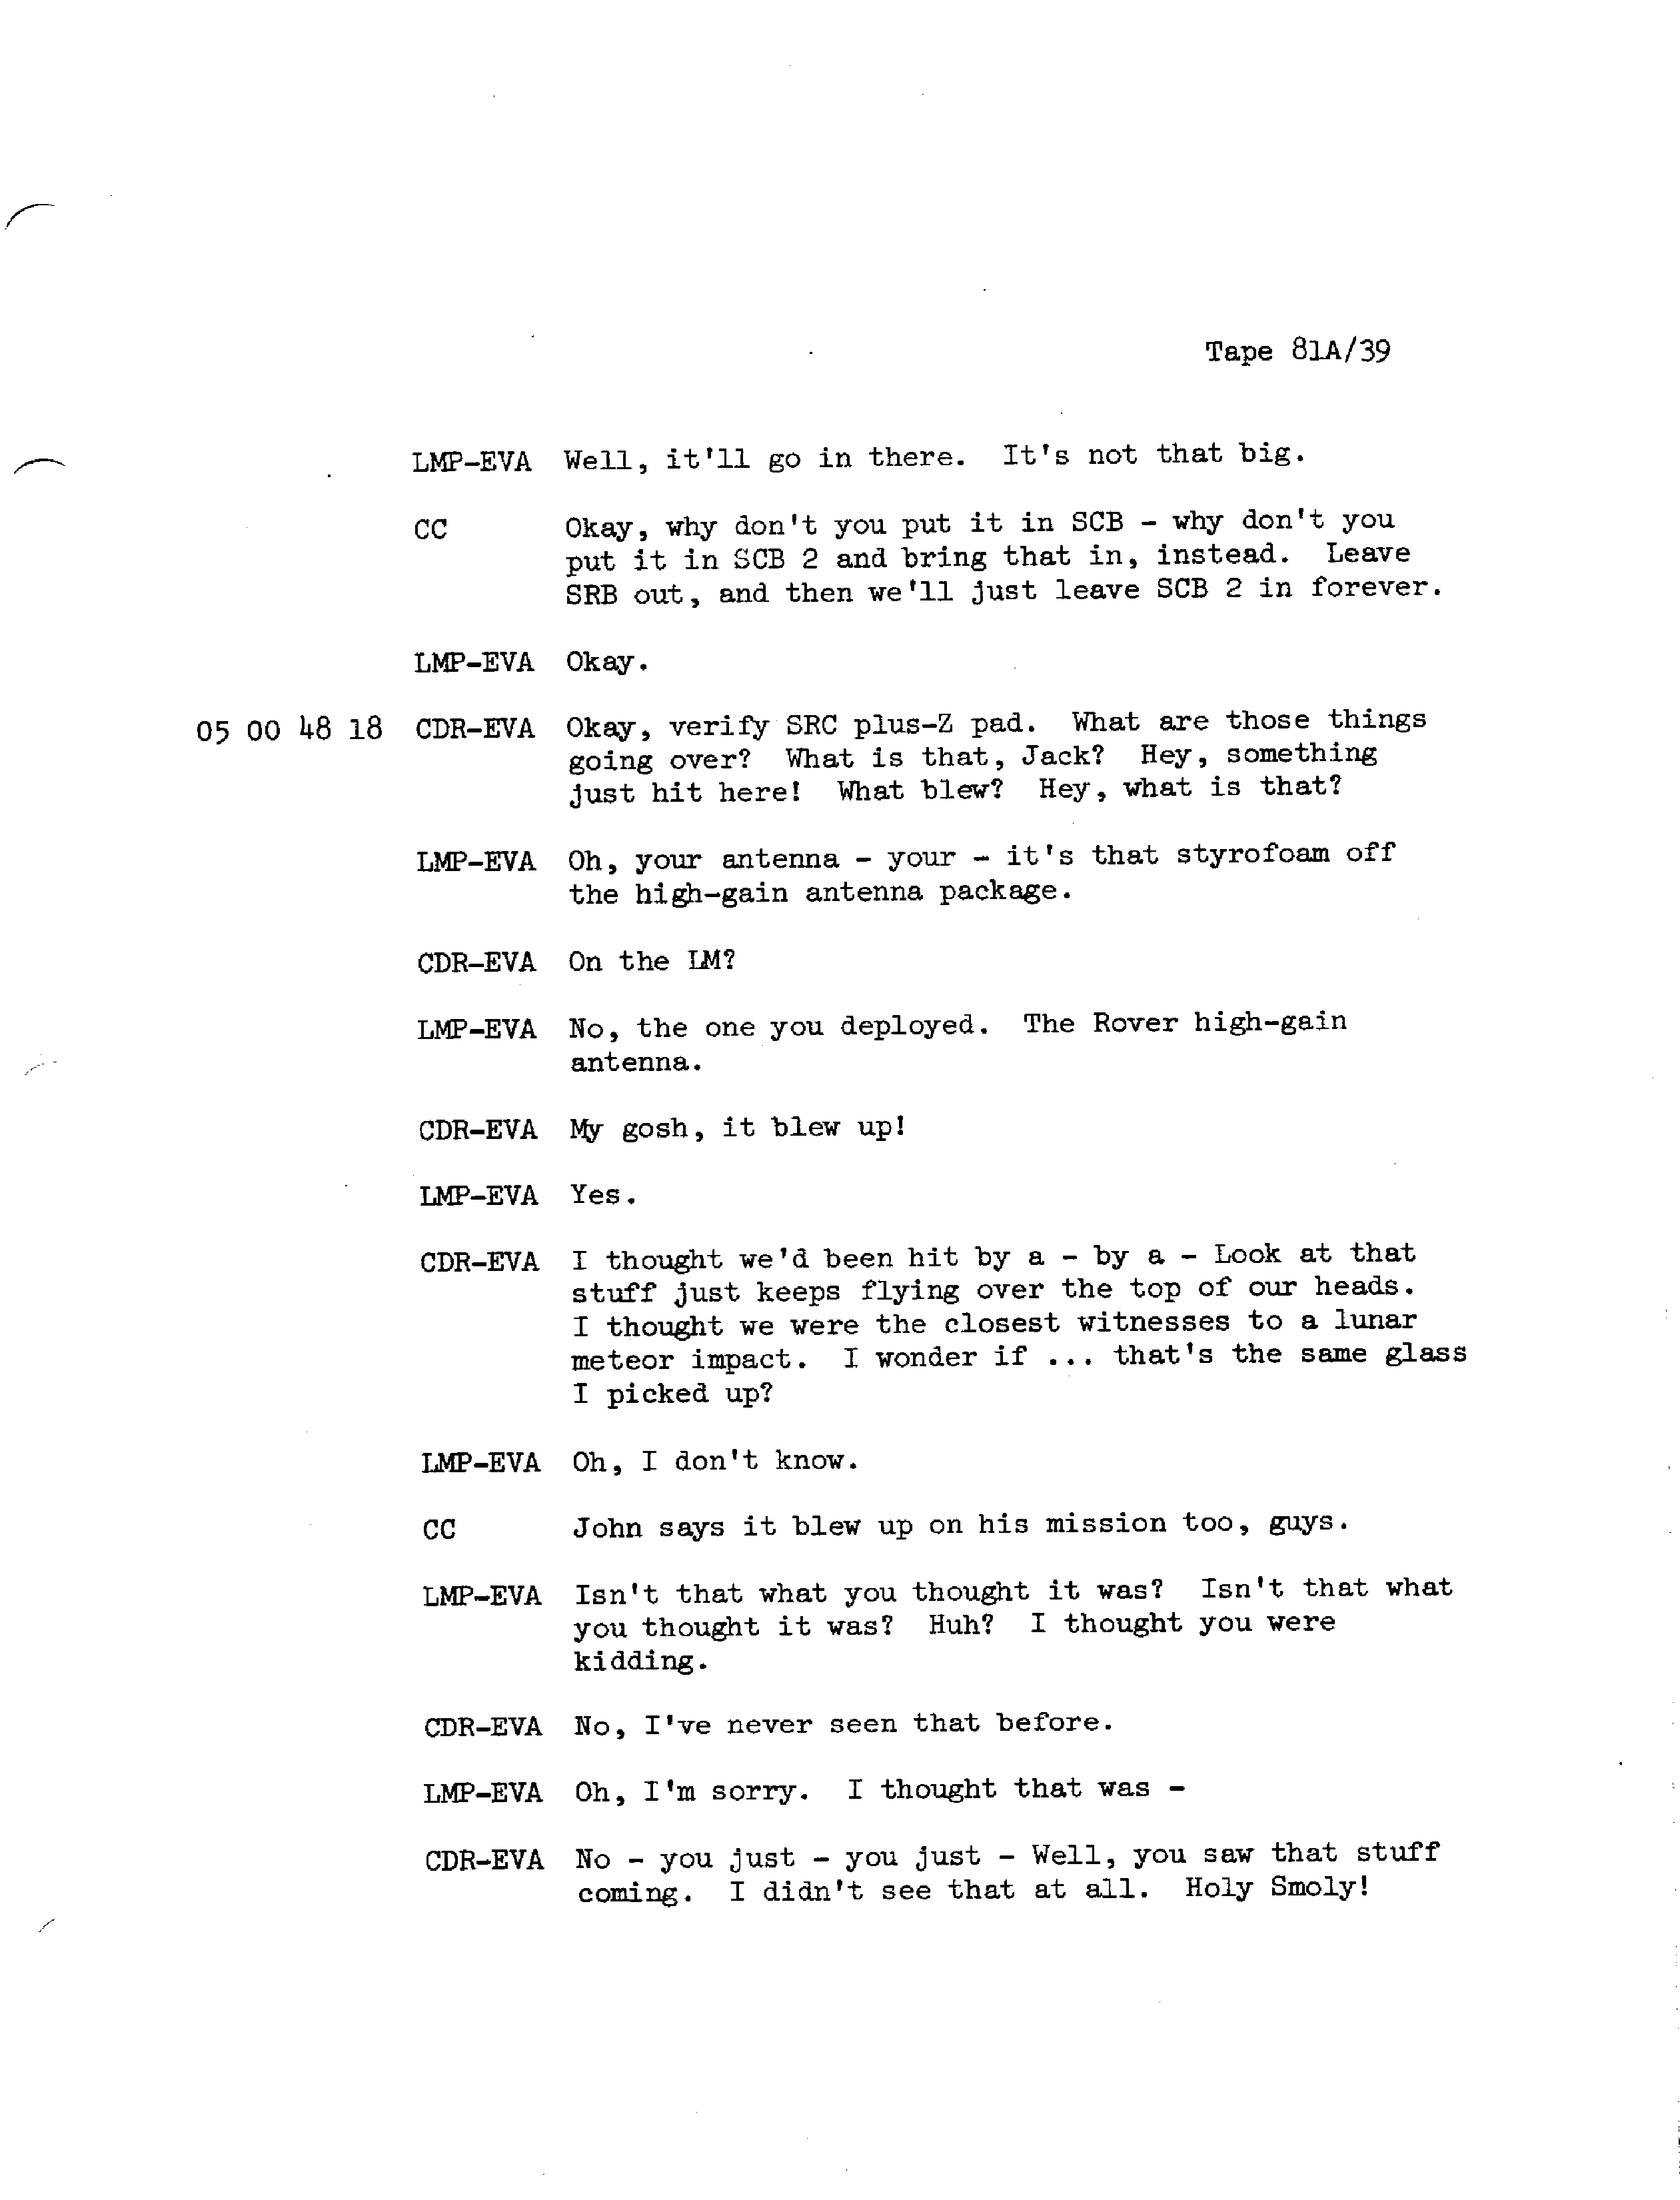 Tape 81A/39
LMP-EVA Well, it'll go in there. It's not that big.
CC Okay, why don't you put it in SCB - why don't you
put it in SCB 2 and bring that in, instead. Leave
SRB out, and then we'll just leave SCB 2 in forever.
LMP-EVA Okay.
05 00 48 18 CDR-EVA Okay, verify SRC plus-Z pad. What are those things
going over? What is that, Jack? Hey, something
just hit here! What blew? Hey, what is that?
LMP-EVA Oh, your antenna - your - it's that styrofoam off
the high-gain antenna package.
CDR-EVA On the LM?
LMP-EVA No, the one you deployed. The Rover high-gain
antenna.
CDR-EVA My gosh, it blew up!
LMP-EVA Yes.
CDR-EVA I thought we'd been hit by a - by a - Look at that
stuff just keeps flying over the top of our heads.
I thought we were the closest witnesses to a lunar
meteor impact. I wonder if ... that's the same glass
I picked up?
LMP-EVA Oh, I don't know.
CC John says it blew up on his mission too, guys.
LMP-EVA Isn't that what you thought it was? Isn't that what
you thought it was? Huh? I thought you were
kidding.
CDR-EVA No, I've never seen that before.
LMP-EVA Oh, I'm sorry. I thought that was -
CDR-EVA No - you just - you just - Well, you saw that stuff
coming. I didn't see that at all. Holy Smoly!